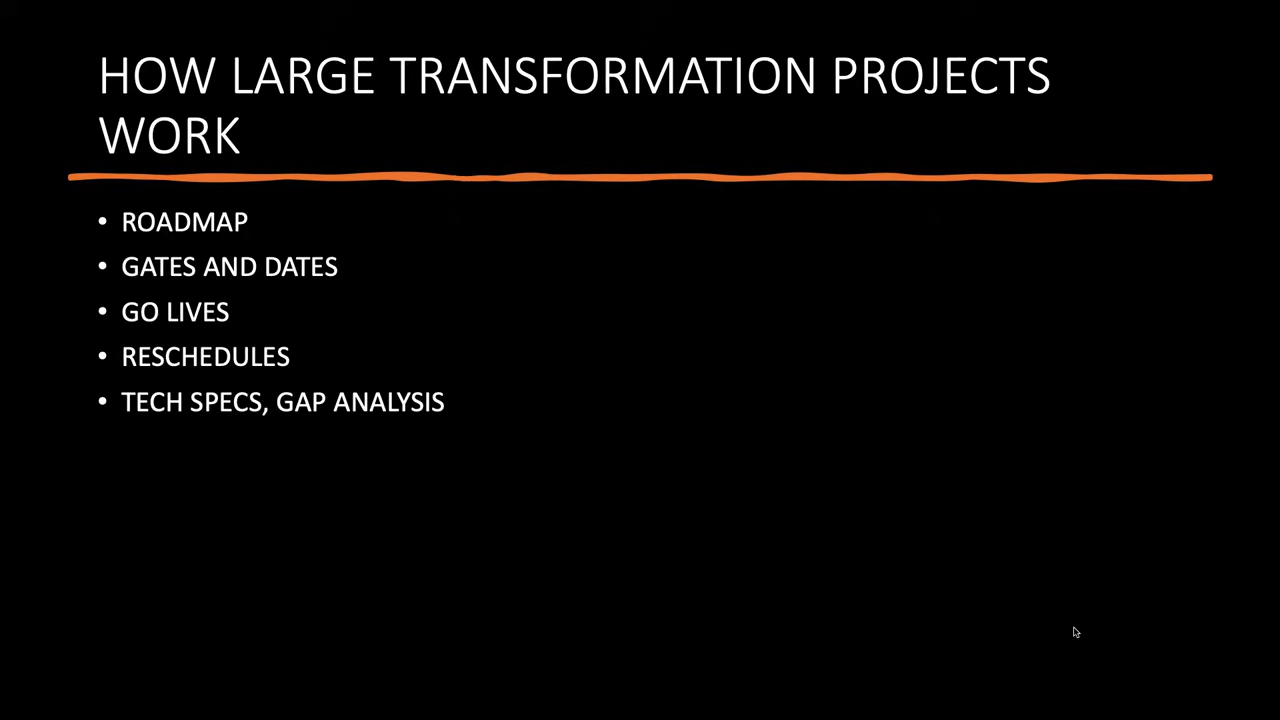 HOW LARGE TRANSFORMATION PROJECTS
WORK
• ROADMAP
• GATES AND DATES
• GO LIVES
• RESCHEDULES
• TECH SPECS, GAP ANALYSIS